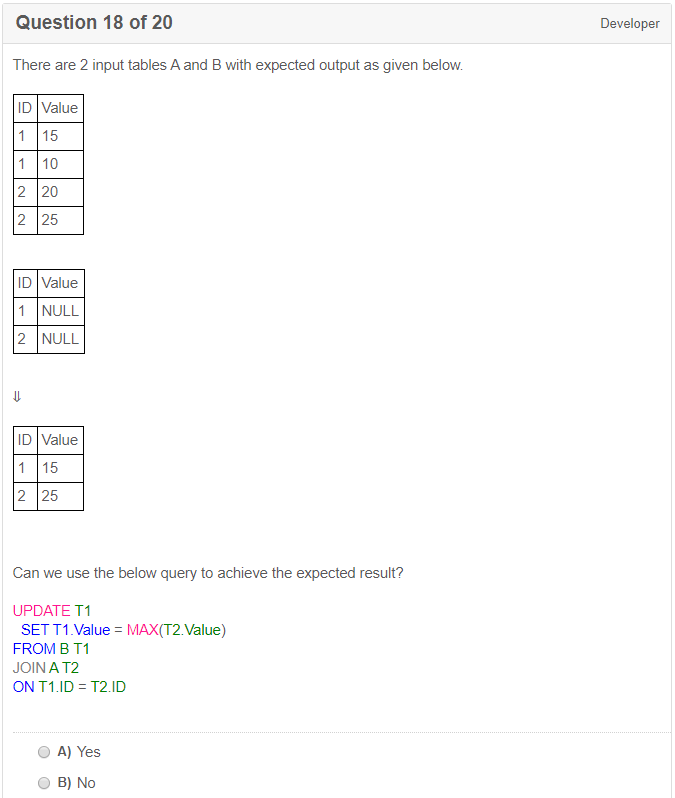 Question 18 of 20
Developer
There are 2 input tables A and B with expected output as given below.
ID Value
1 15
1 10
2 20
2 25
ID Value
1 NULL
2 NULL
⇓
ID Value
1 15
2 25
Can we use the below query to achieve the expected result?
UPDATE T1
SET T1.Value = MAX(T2.Value)
FROM B T1
JOIN A T2
ON T1.ID = T2.ID
A) Yes
B) No